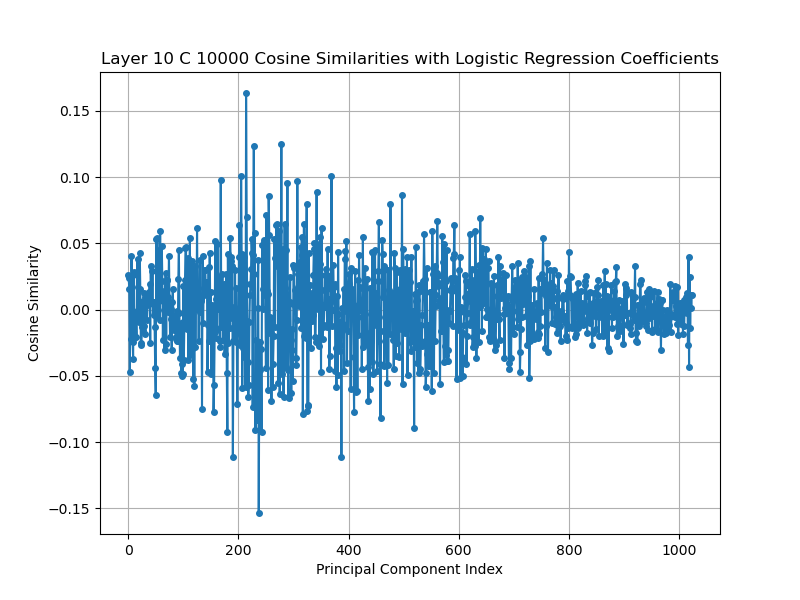 Layer 10 C 10000 Cosine Similarities with Logistic Regression Coefficients
0.15
0.10
0.05
0.00
−0.05
−0.10
−0.15
Cosine Similarity
0 200 400 600 800 1000
Principal Component Index